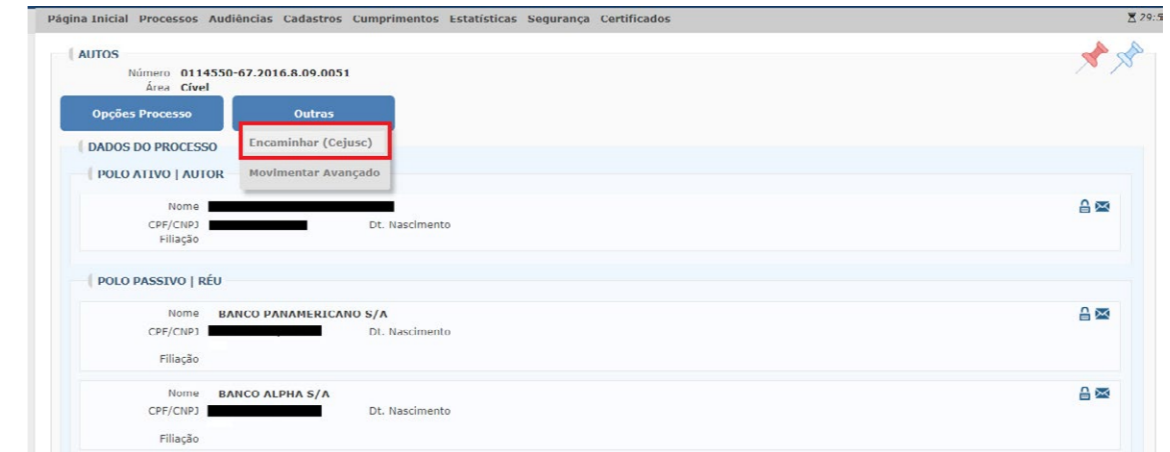 Página Inicial Processos Audiências Cadastros Cumprimentos Estatísticas Segurança Certificados
AUTOS
Número 0114550-67.2016.8.09.0051
Área Cível
Opções Processo Outras
Encaminhar (Cejusc)
DADOS DO PROCESSO
Movimentar Avançado
POLO ATIVO | AUTOR
Nome
CPF/CNPJ Dt. Nascimento
Filiação
POLO PASSIVO | RÉU
Nome BANCO PANAMERICANO S/A
CPF/CNPJ Dt. Nascimento
Filiação
Nome BANCO ALPHA S/A
CPF/CNPJ Dt. Nascimento
Filiação